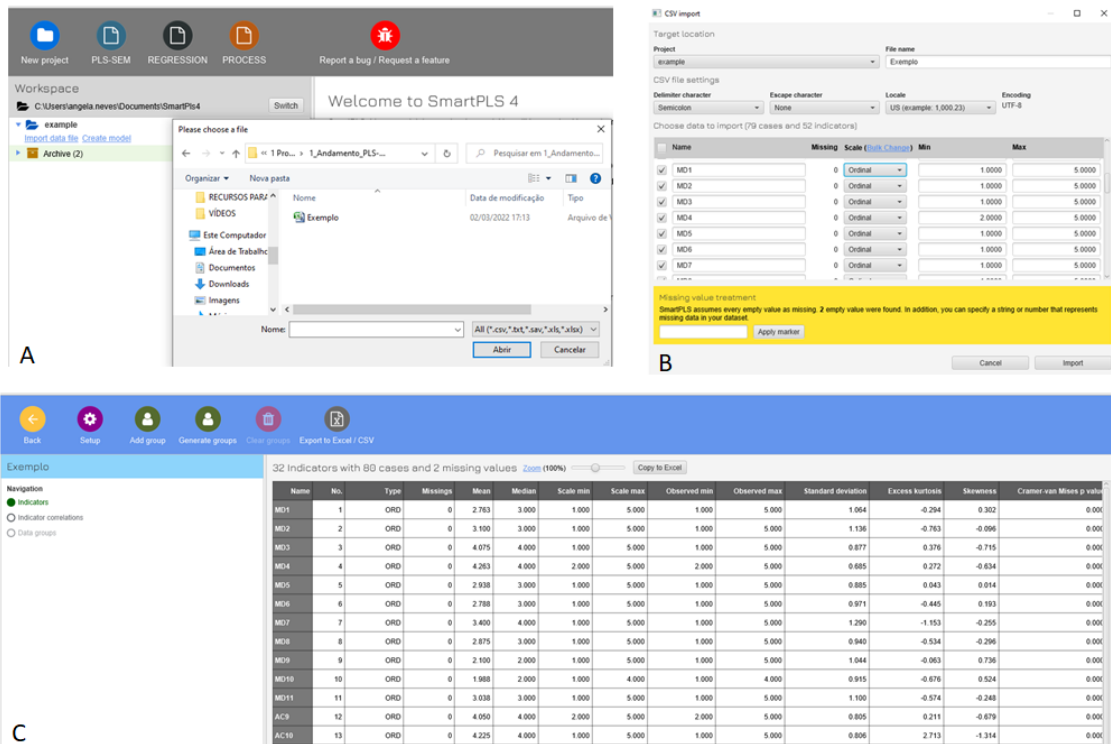 New project PLS-SEM REGRESSION PROCESS Report a bug / Request a feature
Workspace
C:\Users\angela.neves\Documents\SmartPls4 Switch
Welcome to SmartPLS 4
example
Import data file Create model
Archive (2)
Please choose a file
« 1 Pro... › 1_Andamento_PLS-... Pesquisar em 1_Andamento...
Organizar Nova pasta
RECURSOS PARA
VÍDEOS
Este Computador
Área de Trabalho
Documentos
Downloads
Imagens
Nome Data de modificação Tipo
Exemplo 02/03/2022 17:13 Arquivo de
Nome: All (*.csv,*.txt,*.sav,*.xls,*.xlsx)
Abrir Cancelar
A
CSV import
Target location
Project File name
example Exemplo
CSV file settings
Delimiter character Escape character Locale Encoding
Semicolon None US (example: 1,000.23) UTF-8
Choose data to import (79 cases and 52 indicators)
Name Missing Scale (Bulk Change) Min Max
MD1 0 Ordinal 1.0000 5.0000
MD2 0 Ordinal 1.0000 5.0000
MD3 0 Ordinal 1.0000 5.0000
MD4 0 Ordinal 2.0000 5.0000
MD5 0 Ordinal 1.0000 5.0000
MD6 0 Ordinal 1.0000 5.0000
MD7 0 Ordinal 1.0000 5.0000
Missing value treatment
SmartPLS assumes every empty value as missing. 2 empty value were found. In addition, you can specify a string or number that represents
missing data in your dataset.
Apply marker
Cancel Import
B
Back Setup Add group Generate groups Clear groups Export to Excel / CSV
Exemplo
Navigation
Indicators
Indicator correlations
Data groups
32 Indicators with 80 cases and 2 missing values Zoom (100%) Copy to Excel
Name No. Type Missings Mean Median Scale min Scale max Observed min Observed max Standard deviation Excess kurtosis Skewness Cramer-van Mises p value
MD1 1 ORD 0 2.763 3.000 1.000 5.000 1.000 5.000 1.064 -0.294 0.302 0.000
MD2 2 ORD 0 3.100 3.000 1.000 5.000 1.000 5.000 1.136 -0.763 -0.096 0.000
MD3 3 ORD 0 4.075 4.000 1.000 5.000 1.000 5.000 0.877 0.376 -0.715 0.000
MD4 4 ORD 0 4.263 4.000 2.000 5.000 2.000 5.000 0.685 0.272 -0.634 0.000
MD5 5 ORD 0 2.938 3.000 1.000 5.000 1.000 5.000 0.885 0.043 0.014 0.000
MD6 6 ORD 0 2.788 3.000 1.000 5.000 1.000 5.000 0.971 -0.445 0.193 0.000
MD7 7 ORD 0 3.400 4.000 1.000 5.000 1.000 5.000 1.290 -1.153 -0.255 0.000
MD8 8 ORD 0 2.875 3.000 1.000 5.000 1.000 5.000 0.940 -0.534 -0.296 0.000
MD9 9 ORD 0 2.100 2.000 1.000 5.000 1.000 5.000 1.044 -0.063 0.736 0.000
MD10 10 ORD 0 1.988 2.000 1.000 4.000 1.000 4.000 0.915 -0.676 0.524 0.000
MD11 11 ORD 0 3.038 3.000 1.000 5.000 1.000 5.000 1.100 -0.574 -0.248 0.000
AC9 12 ORD 0 4.050 4.000 2.000 5.000 2.000 5.000 0.805 0.211 -0.679 0.000
AC10 13 ORD 0 4.225 4.000 1.000 5.000 1.000 5.000 0.806 2.713 -1.314 0.000
C